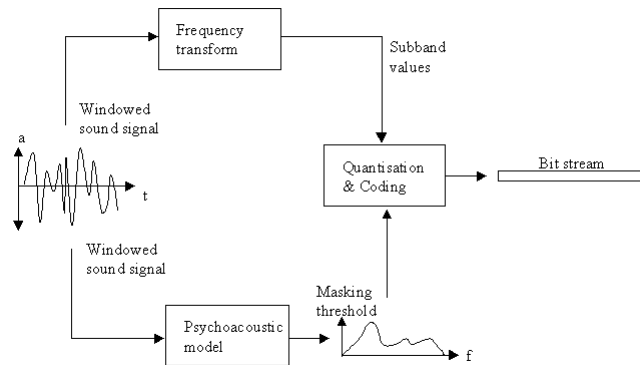 Frequency
transform
Subband
values
Windowed
sound signal
a
t
Quantisation
& Coding
Bit stream
Windowed
sound signal
Masking
threshold
Psychoacoustic
model
f